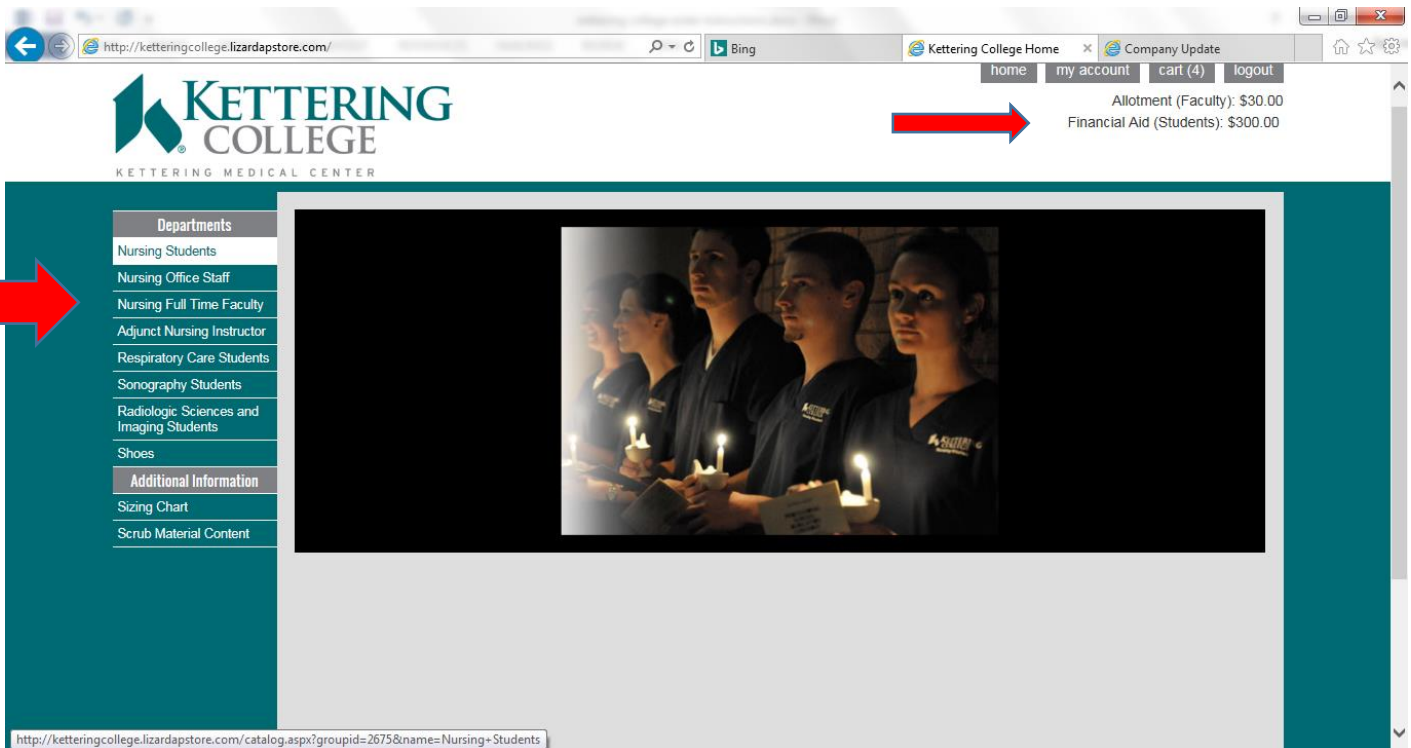 http://ketteringcollege.lizardapstore.com/
Bing
Kettering College Home
Company Update
home my account cart (4) logout
Allotment (Faculty): $30.00
Financial Aid (Students): $300.00
KETTERING
COLLEGE
KETTERING MEDICAL CENTER
Departments
Nursing Students
Nursing Office Staff
Nursing Full Time Faculty
Adjunct Nursing Instructor
Respiratory Care Students
Sonography Students
Radiologic Sciences and
Imaging Students
Shoes
Additional Information
Sizing Chart
Scrub Material Content
KETTERING
COLLEGE
http://ketteringcollege.lizardapstore.com/catalog.aspx?groupid=2675&name=Nursing+Students